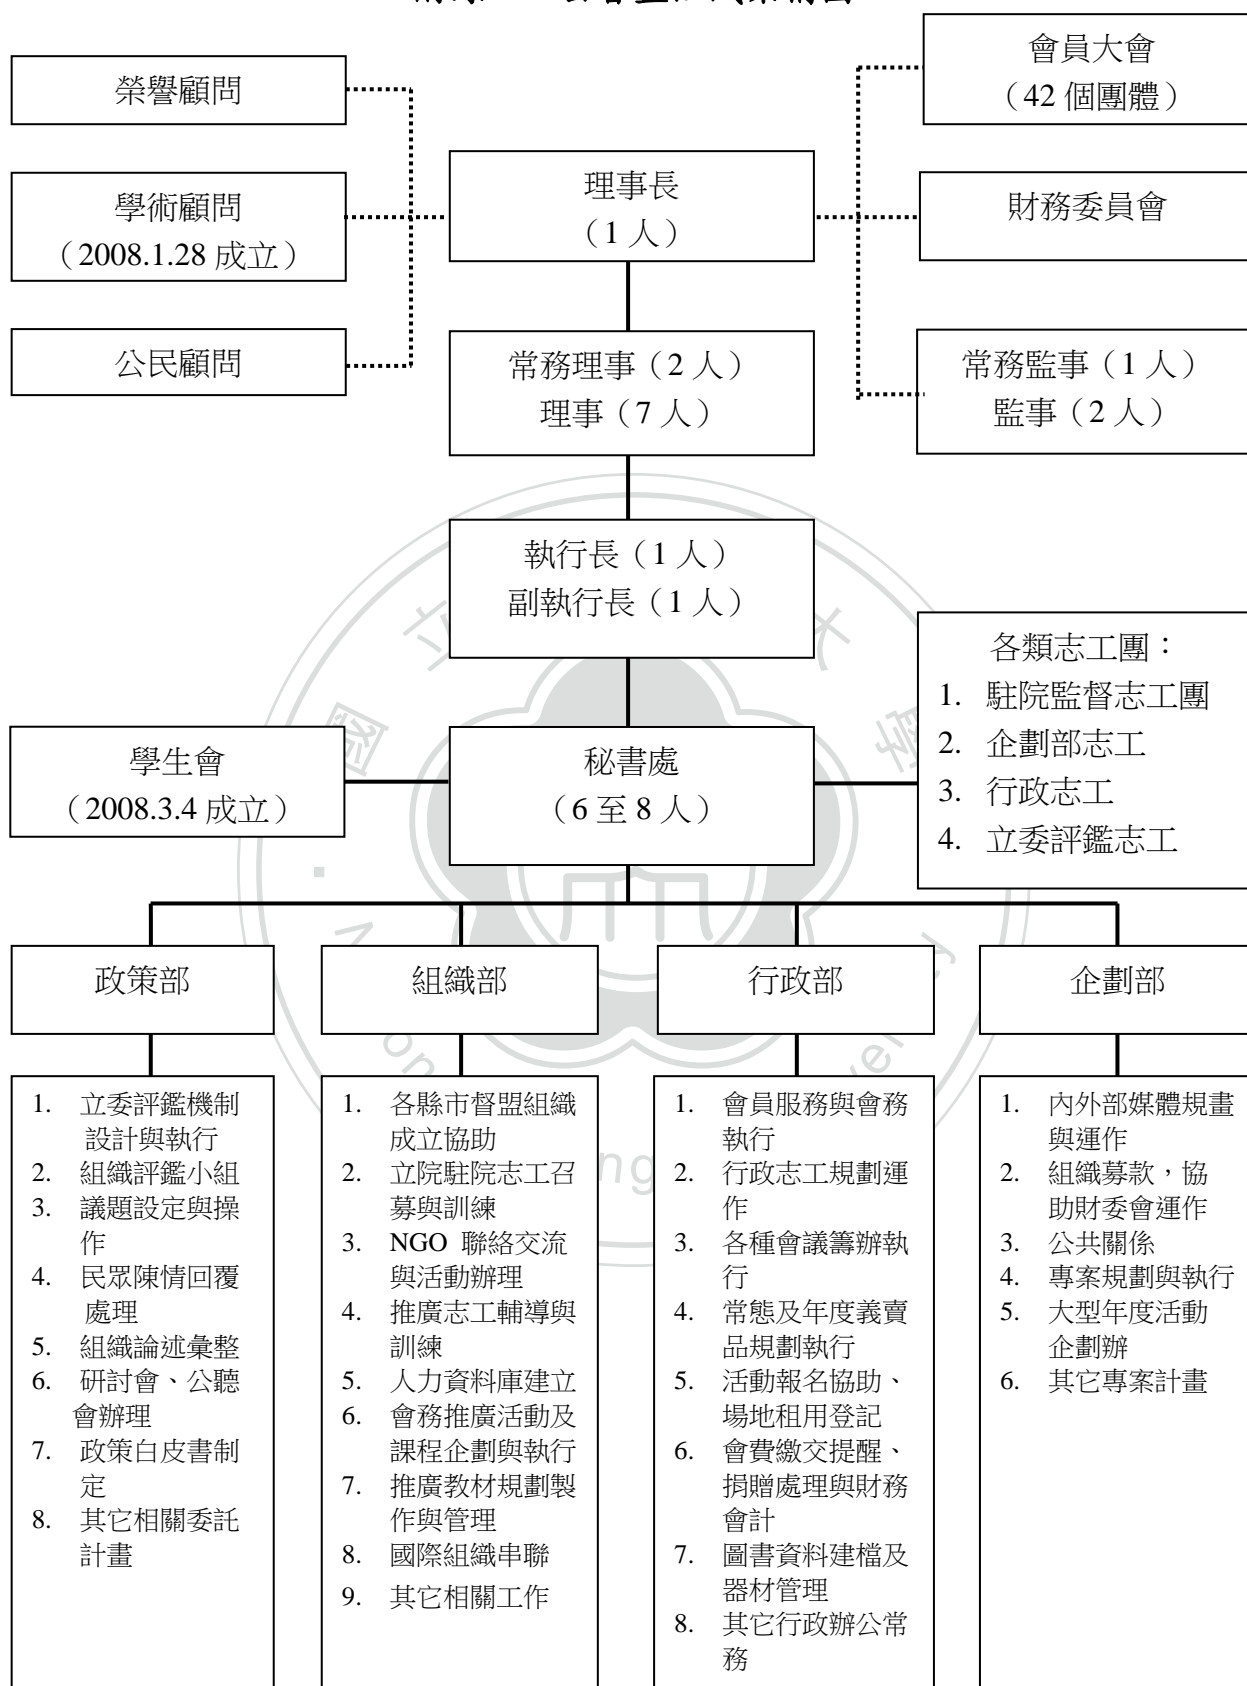 榮譽顧問
會員大會
（42 個團體）
學術顧問
（2008.1.28 成立）
理事長
（1 人）
財務委員會
公民顧問
常務理事（2 人）
理事（7 人）
常務監事（1 人）
監事（2 人）
執行長（1 人）
副執行長（1 人）
各類志工團：
1. 駐院監督志工團
2. 企劃部志工
3. 行政志工
4. 立委評鑑志工
學生會
（2008.3.4 成立）
秘書處
（6 至 8 人）
政策部
組織部
行政部
企劃部
1. 立委評鑑機制
設計與執行
2. 組織評鑑小組
3. 議題設定與操
作
4. 民眾陳情回覆
處理
5. 組織論述彙整
6. 研討會、公聽
會辦理
7. 政策白皮書制
定
8. 其它相關委託
計畫
1. 各縣市督盟組織
成立協助
2. 立院駐院志工召
募與訓練
3. NGO 聯絡交流
與活動辦理
4. 推廣志工輔導與
訓練
5. 人力資料庫建立
6. 會務推廣活動及
課程企劃與執行
7. 推廣教材規劃製
作與管理
8. 國際組織串聯
9. 其它相關工作
1. 會員服務與會務
執行
2. 行政志工規劃運
作
3. 各種會議籌辦執
行
4. 常態及年度義賣
品規劃執行
5. 活動報名協助、
場地租用登記
6. 會費繳交提醒、
捐贈處理與財務
會計
7. 圖書資料建檔及
器材管理
8. 其它行政辦公常
務
1. 內外部媒體規畫
與運作
2. 組織募款，協
助財委會運作
3. 公共關係
4. 專案規劃與執行
5. 大型年度活動
企劃辦
6. 其它專案計畫